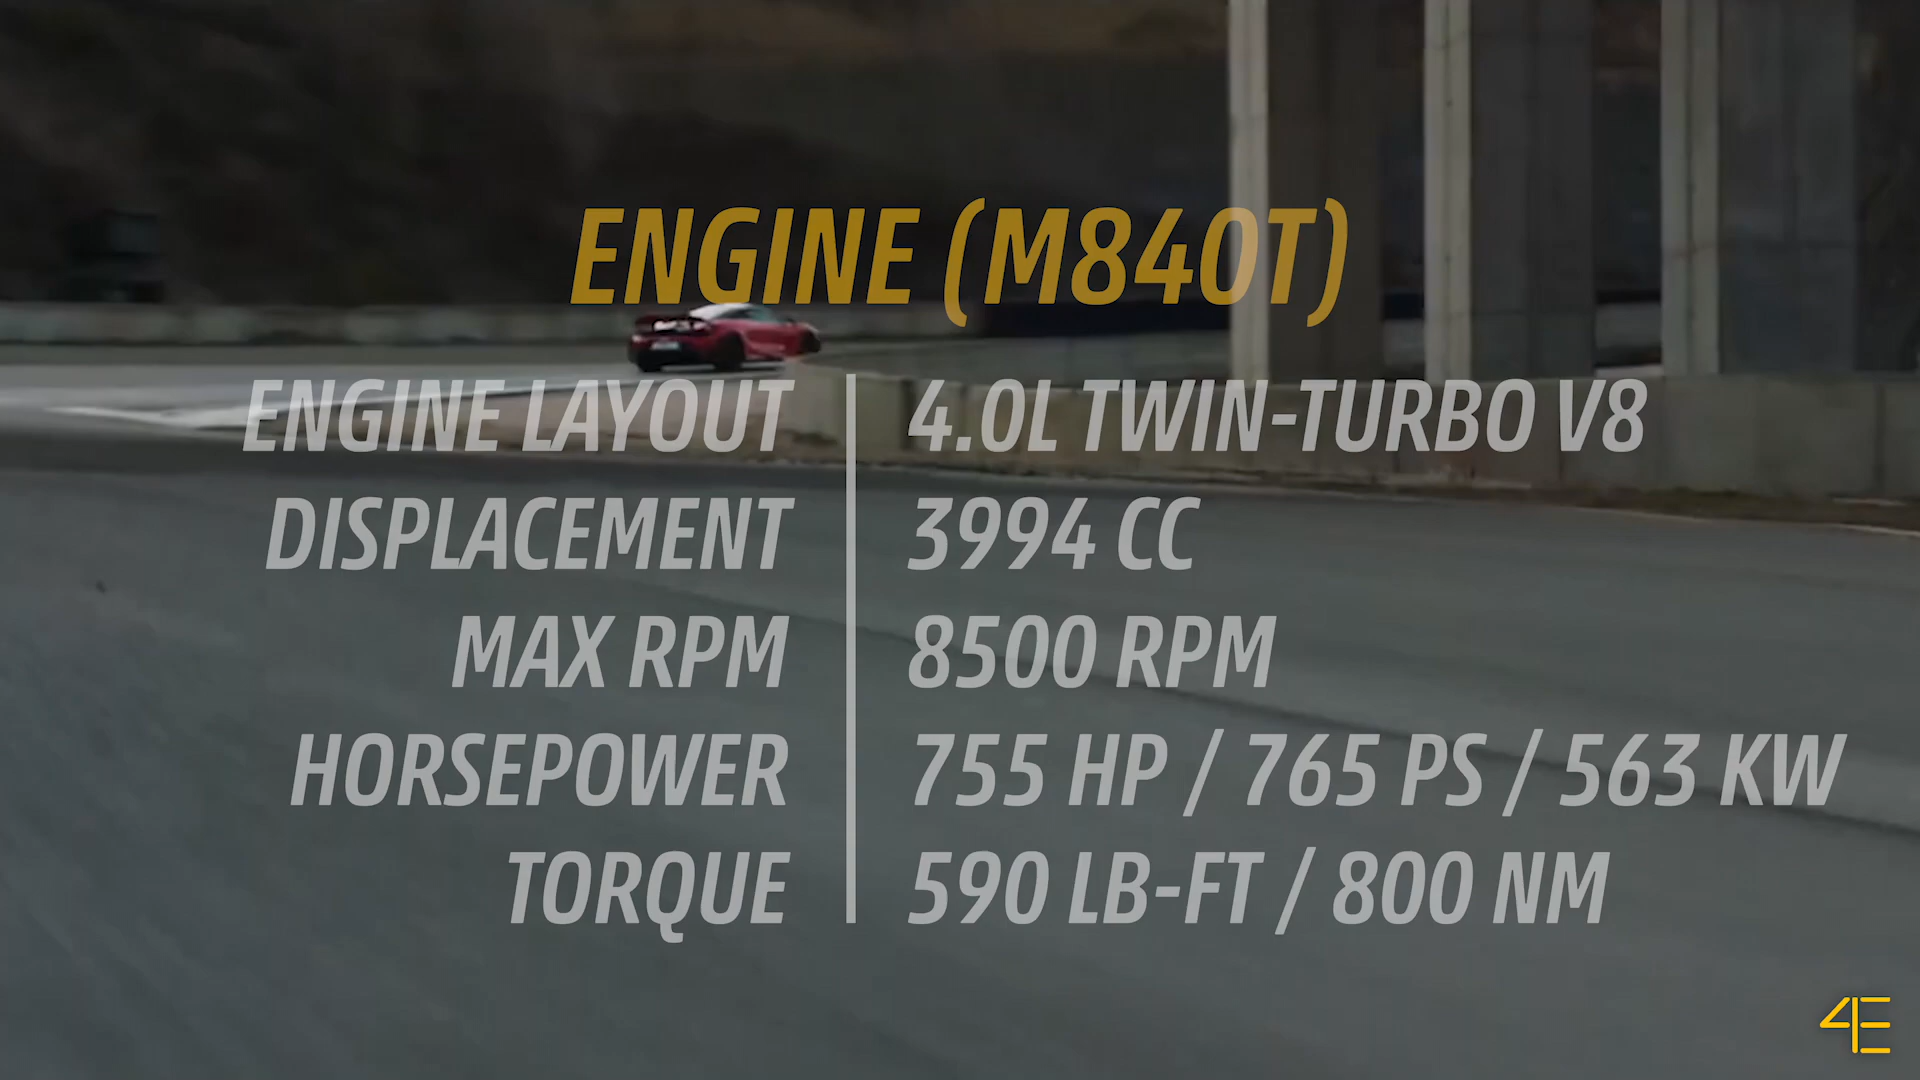 ENGINE (M840T)
ENGINE LAYOUT 4.0L TWIN-TURBO V8
DISPLACEMENT 3994 CC
MAX RPM 8500 RPM
HORSEPOWER 755 HP / 765 PS / 563 KW
TORQUE 590 LB-FT / 800 NM
4E